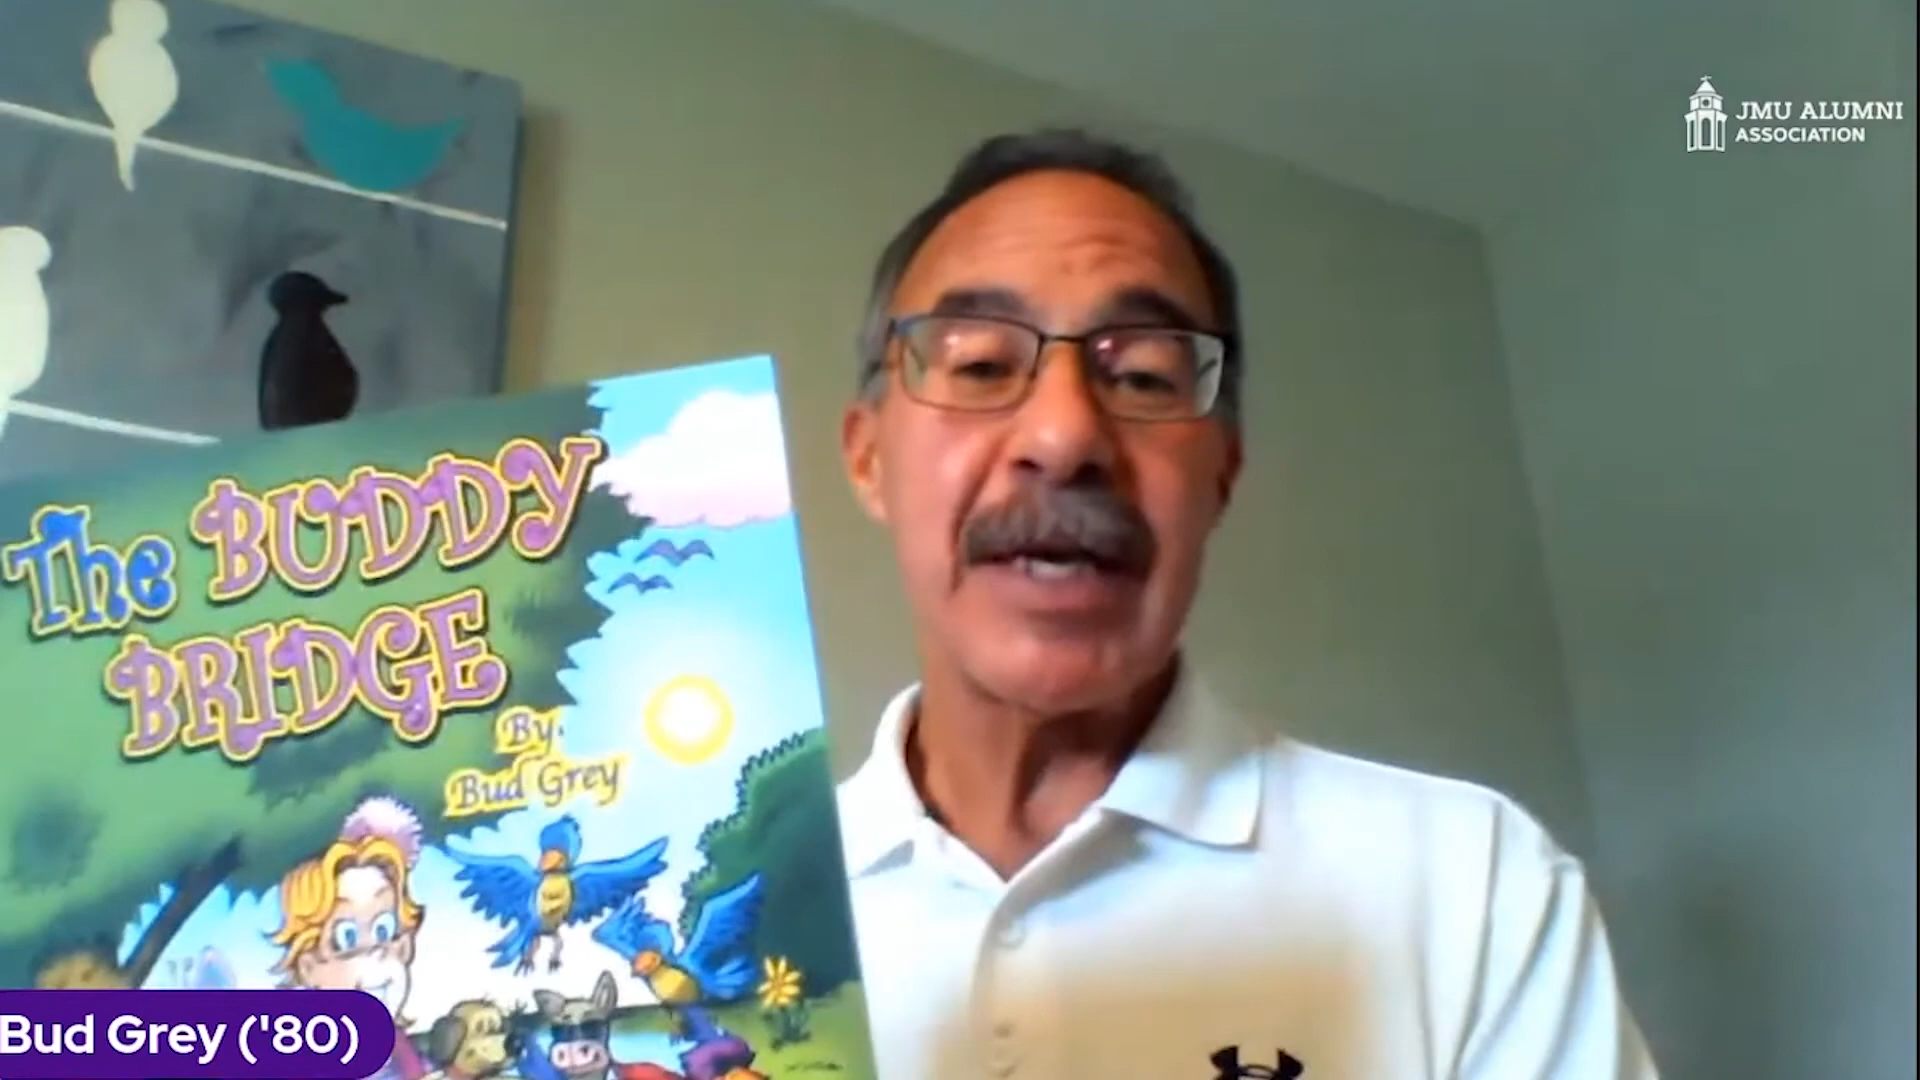 JMU ALUMNI
ASSOCIATION
The BUDDY
BRIDGE
By
Bud Grey
Bud Grey ('80)